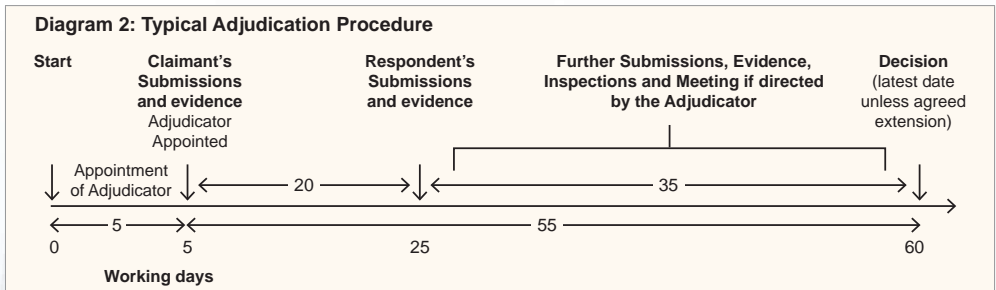 Diagram 2: Typical Adjudication Procedure
Start
Claimant's
Submissions
and evidence
Adjudicator
Appointed
Respondent's
Submissions
and evidence
Further Submissions, Evidence,
Inspections and Meeting if directed
by the Adjudicator
Decision
(latest date
unless agreed
extension)
Appointment
of Adjudicator
20
35
5
55
0
5
25
60
Working days